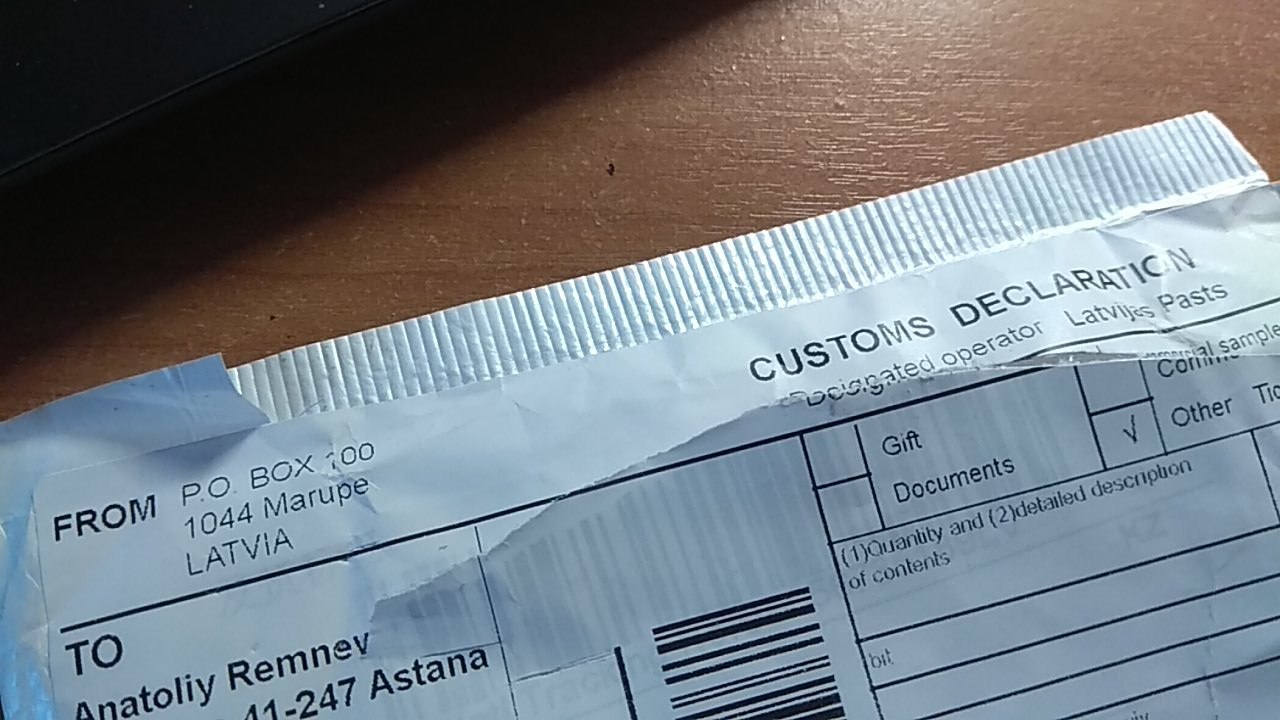 CUSTOMS DECLARATION
Designated operator Latvijas Pasts
FROM P.O. BOX 100
1044 Marupe
LATVIA
Gift
Documents
Other
√
(1)Quantity and (2)detailed description
of contents
bit
TO
Anatoliy Remnev
41-247 Astana
KZ